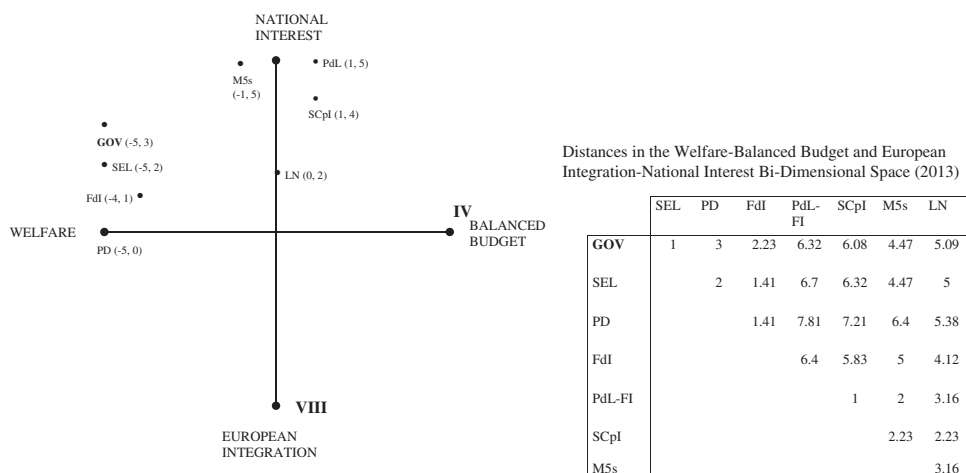 NATIONAL
INTEREST
PdL (1, 5)
M5s
(-1, 5)
SCpI (1, 4)
GOV (-5, 3)
SEL (-5, 2)
LN (0, 2)
FdI (-4, 1)
IV
WELFARE
BALANCED
BUDGET
PD (-5, 0)
VIII
EUROPEAN
INTEGRATION
Distances in the Welfare-Balanced Budget and European
Integration-National Interest Bi-Dimensional Space (2013)
SEL PD FdI PdL-FI SCpI M5s LN
GOV 1 3 2.23 6.32 6.08 4.47 5.09
SEL 2 1.41 6.7 6.32 4.47 5
PD 1.41 7.81 7.21 6.4 5.38
FdI 6.4 5.83 5 4.12
PdL-FI 1 2 3.16
SCpI 2.23 2.23
M5s 3.16